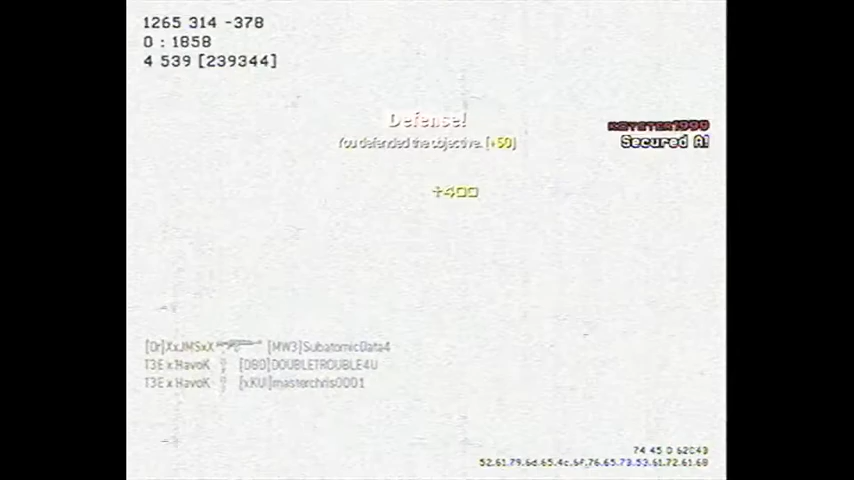 1265 314 -378
0 : 1858
4 539 [239344]
Defense!
You defended the objective. [+50]
Secured A!
+400
[Dr]XxJMSxX [MW3]SubatomicData4
T3E x HavoK [DBD]DOUBLETROUBLE4U
T3E x HavoK [xKUI]masterchris0001
74 45 0 62C43
52.61.79.6d.65.4c.6f.76.65.73.53.61.72.61.68